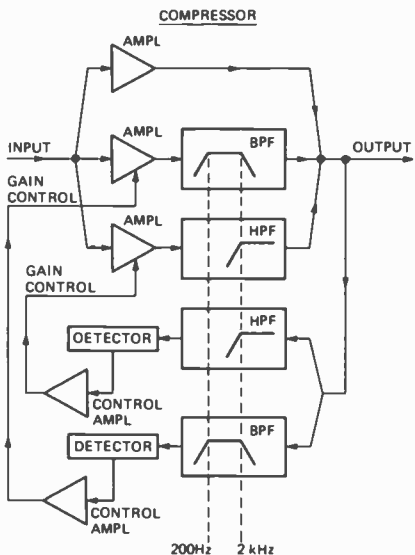 COMPRESSOR
AMPL
INPUT
AMPL
BPF
OUTPUT
GAIN
CONTROL
AMPL
HPF
GAIN
CONTROL
OETECTOR
HPF
CONTROL
AMPL
DETECTOR
BPF
CONTROL
AMPL
200Hz
2 kHz